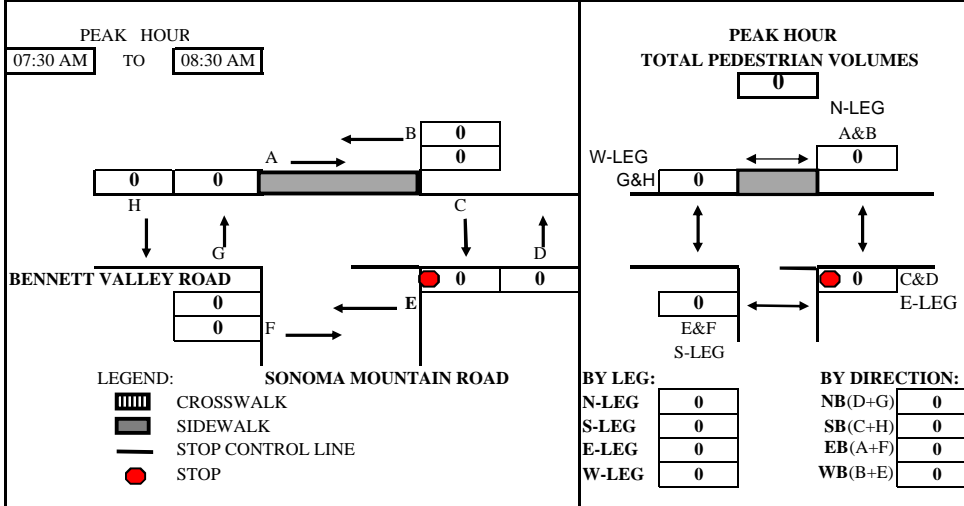 PEAK HOUR
07:30 AM TO 08:30 AM
B 0
A 0
0 0
H C
G D
BENNETT VALLEY ROAD 0 0
0 E
0 F
LEGEND: SONOMA MOUNTAIN ROAD
CROSSWALK
SIDEWALK
STOP CONTROL LINE
STOP
PEAK HOUR
TOTAL PEDESTRIAN VOLUMES
0
N-LEG
A&B
W-LEG 0
G&H 0
0 C&D
0 E-LEG
E&F
S-LEG
BY LEG: BY DIRECTION:
N-LEG 0 NB(D+G) 0
S-LEG 0 SB(C+H) 0
E-LEG 0 EB(A+F) 0
W-LEG 0 WB(B+E) 0